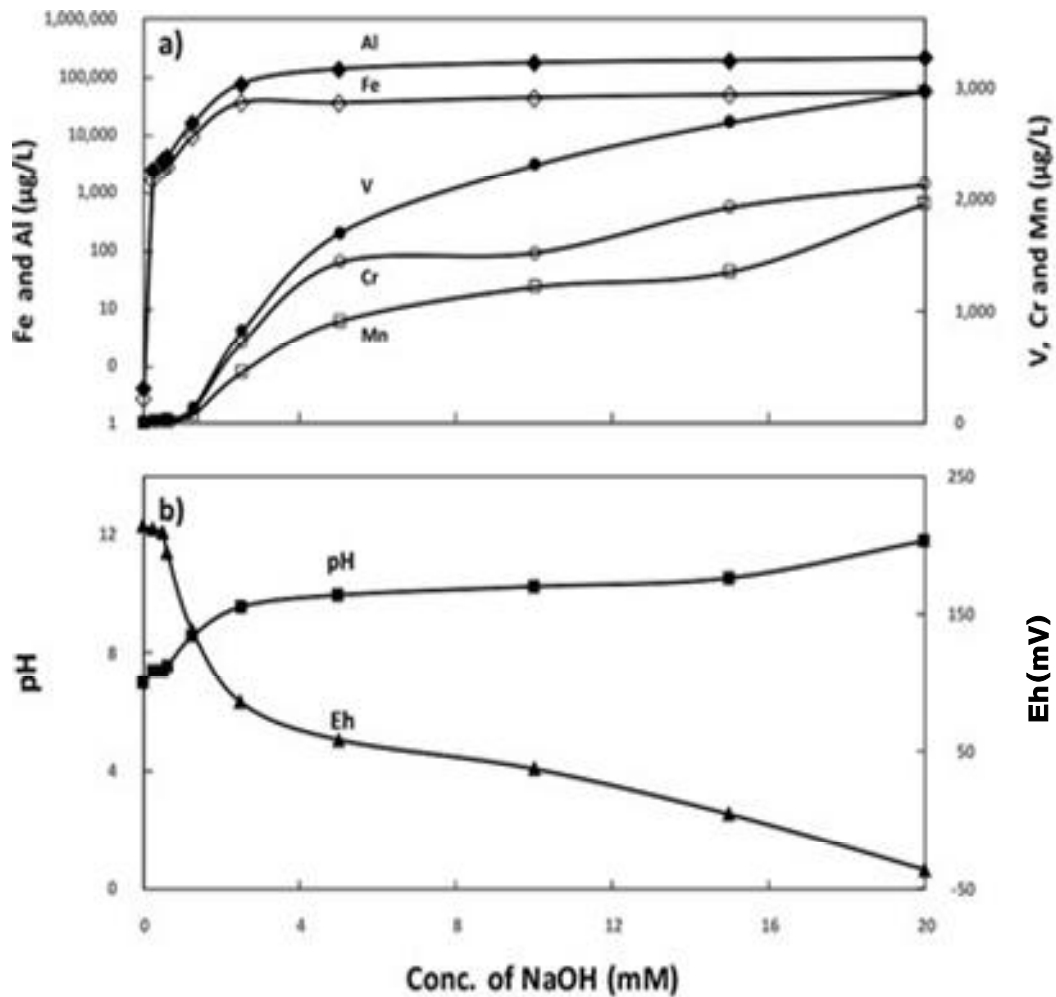 a)
1,000,000
100,000
10,000
1,000
100
10
0
1
Fe and Al (µg/L)
Al
Fe
V
Cr
Mn
3,000
2,000
1,000
0
V, Cr and Mn (µg/L)
b)
12
8
4
0
pH
pH
Eh
250
150
50
-50
Eh (mV)
0 4 8 12 16 20
Conc. of NaOH (mM)